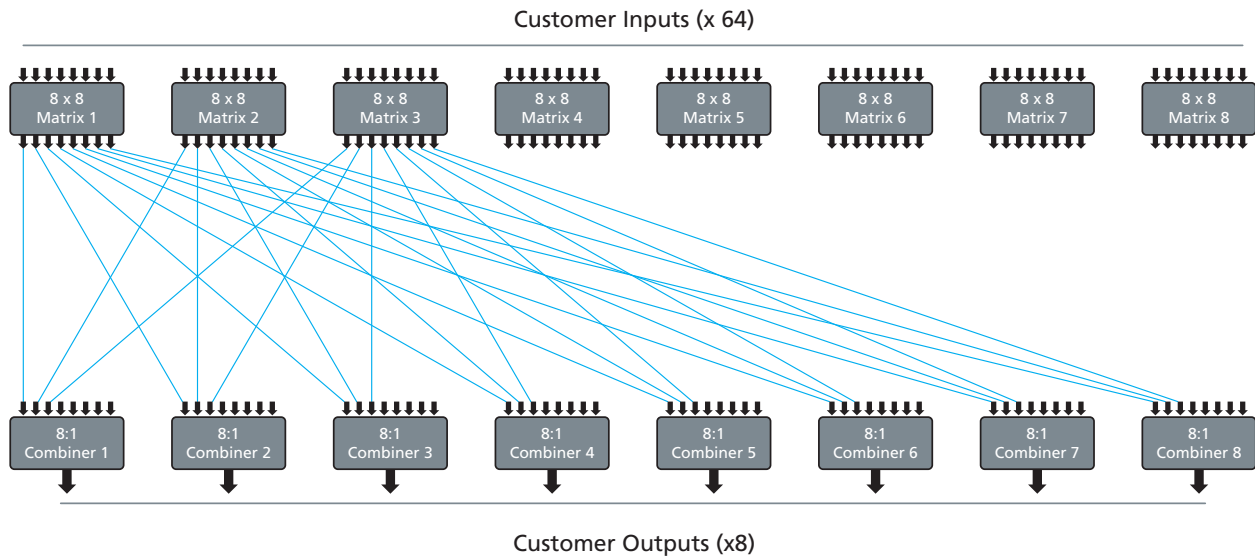 Customer Inputs (x 64)
8 x 8
Matrix 1
8 x 8
Matrix 2
8 x 8
Matrix 3
8 x 8
Matrix 4
8 x 8
Matrix 5
8 x 8
Matrix 6
8 x 8
Matrix 7
8 x 8
Matrix 8
8:1
Combiner 1
8:1
Combiner 2
8:1
Combiner 3
8:1
Combiner 4
8:1
Combiner 5
8:1
Combiner 6
8:1
Combiner 7
8:1
Combiner 8
Customer Outputs (x8)